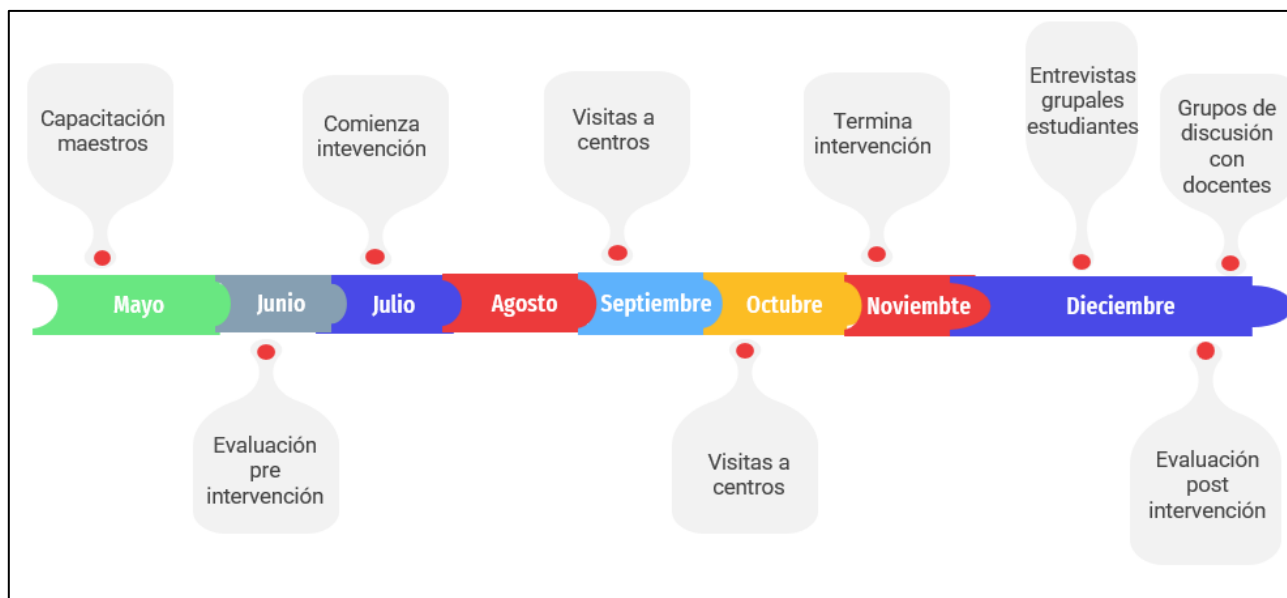 Capacitación
maestros
Comienza
intevención
Visitas a
centros
Termina
intervención
Entrevistas
grupales
estudiantes
Grupos de
discusión
con
docentes
Mayo
Junio
Julio
Agosto
Septiembre
Octubre
Noviembte
Dieciembre
Evaluación
pre
intervención
Visitas a
centros
Evaluación
post
intervención